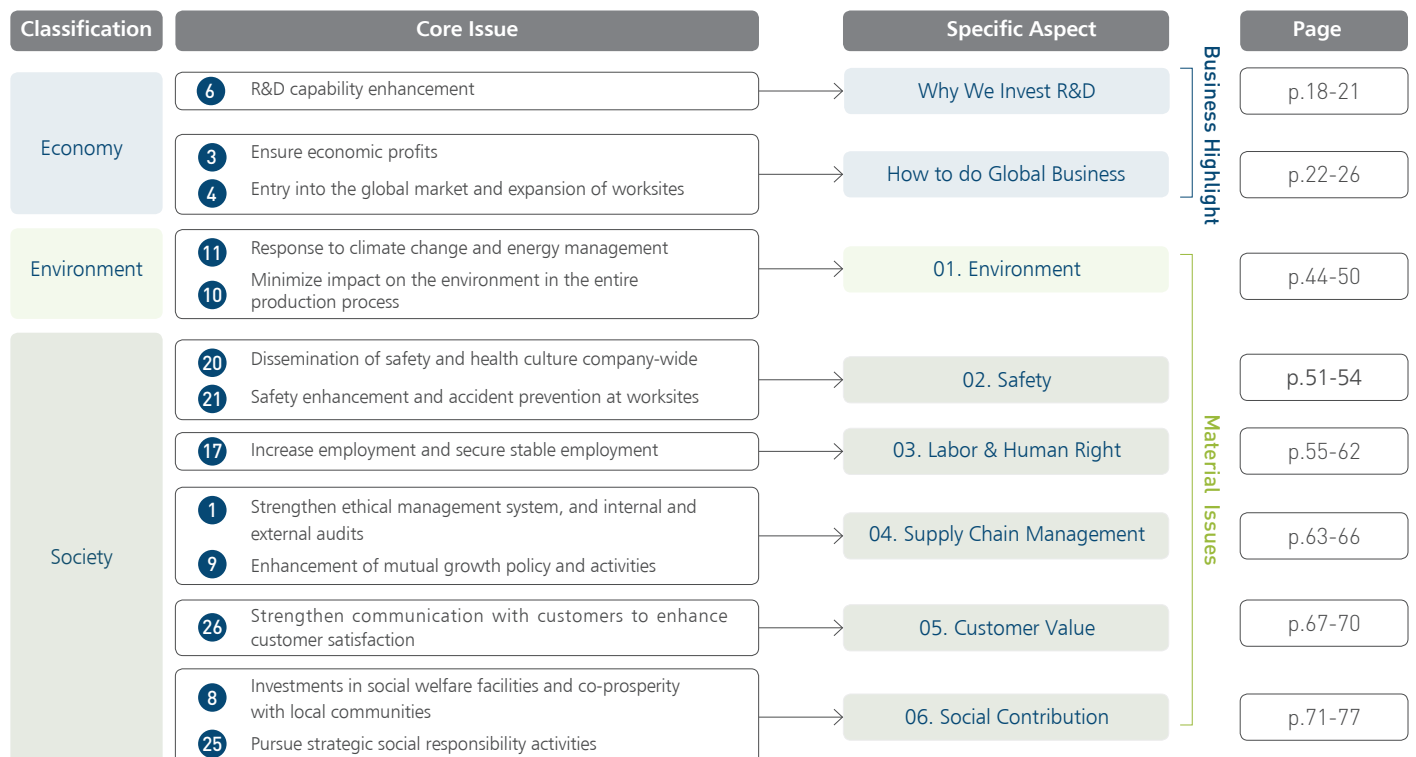 Classification Core Issue Specific Aspect Page
Economy
6 R&D capability enhancement
Why We Invest R&D
p.18-21
3 Ensure economic profits
4 Entry into the global market and expansion of worksites
How to do Global Business
p.22-26
Business Highlight
Environment
11 Response to climate change and energy management
10 Minimize impact on the environment in the entire
production process
01. Environment
p.44-50
Society
20 Dissemination of safety and health culture company-wide
21 Safety enhancement and accident prevention at worksites
02. Safety
p.51-54
17 Increase employment and secure stable employment
03. Labor & Human Right
p.55-62
1 Strengthen ethical management system, and internal and
external audits
9 Enhancement of mutual growth policy and activities
04. Supply Chain Management
p.63-66
26 Strengthen communication with customers to enhance
customer satisfaction
05. Customer Value
p.67-70
8 Investments in social welfare facilities and co-prosperity
with local communities
25 Pursue strategic social responsibility activities
06. Social Contribution
p.71-77
Material Issues